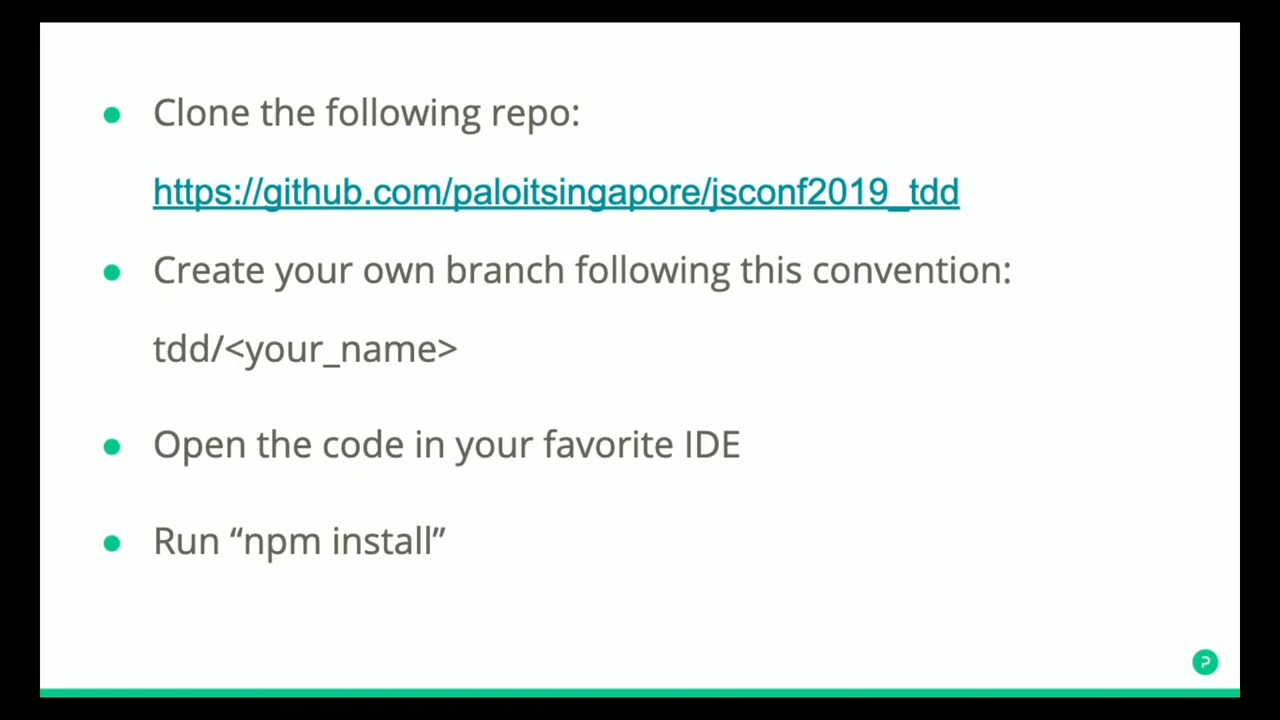 Clone the following repo:
https://github.com/paloitsingapore/jsconf2019_tdd
Create your own branch following this convention:
tdd/<your_name>
Open the code in your favorite IDE
Run “npm install”